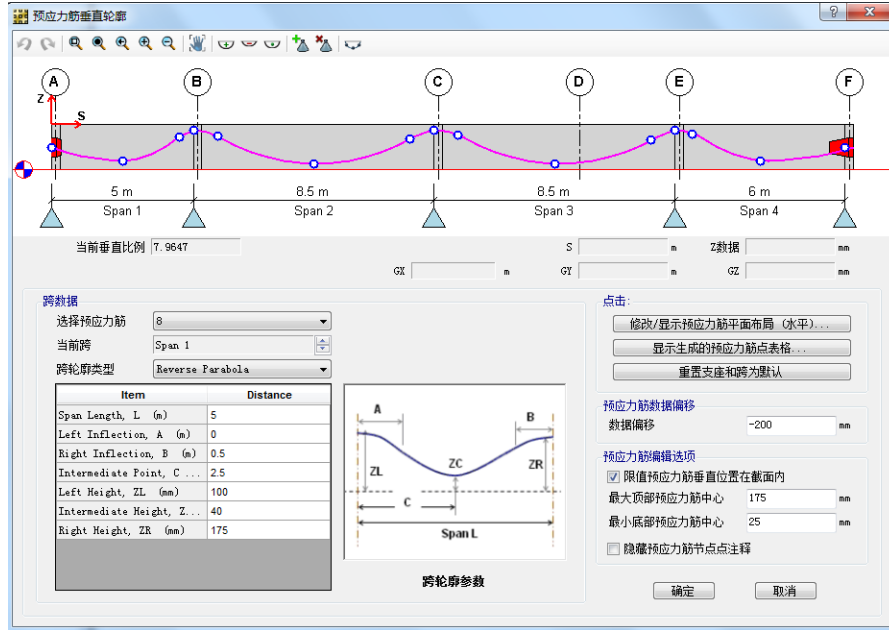 预应力筋垂直轮廓
A B C D E F
Z
S
5 m 8.5 m 8.5 m 6 m
Span 1 Span 2 Span 3 Span 4
当前垂直比例 7.9647 S m Z数据 mm
GX m GY m GZ mm
跨数据
选择预应力筋 8
当前跨 Span 1
跨轮廓类型 Reverse Parabola
Item Distance
Span Length, L (m) 5
Left Inflection, A (m) 0
Right Inflection, B (m) 0.5
Intermediate Point, C ... 2.5
Left Height, ZL (mm) 100
Intermediate Height, Z... 40
Right Height, ZR (mm) 175
A B
ZL ZC ZR
C
Span L
跨轮廓参数
点击:
修改/显示预应力筋平面布局 (水平)...
显示生成的预应力筋点表格...
重置支座和跨为默认
预应力筋数据偏移
数据偏移 -200 mm
预应力筋编辑选项
限值预应力筋垂直位置在截面内
最大顶部预应力筋中心 175 mm
最小底部预应力筋中心 25 mm
隐藏预应力筋节点点注释
确定 取消